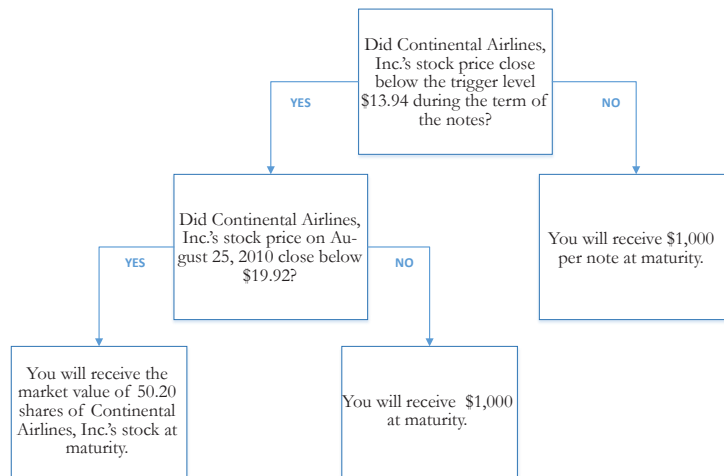 Did Continental Airlines,
Inc.'s stock price close
below the trigger level
$13.94 during the term of
the notes?
YES
NO
Did Continental Airlines,
Inc.'s stock price on Au-
gust 25, 2010 close below
$19.92?
You will receive $1,000
per note at maturity.
YES
NO
You will receive the
market value of 50.20
shares of Continental
Airlines, Inc.'s stock at
maturity.
You will receive $1,000
at maturity.